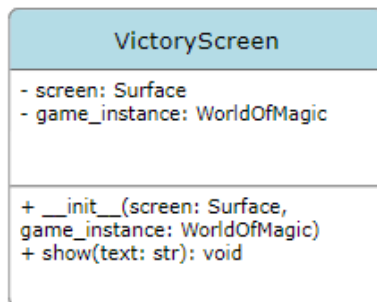 VictoryScreen
- screen: Surface
- game_instance: WorldOfMagic
+ __init__(screen: Surface,
game_instance: WorldOfMagic)
+ show(text: str): void